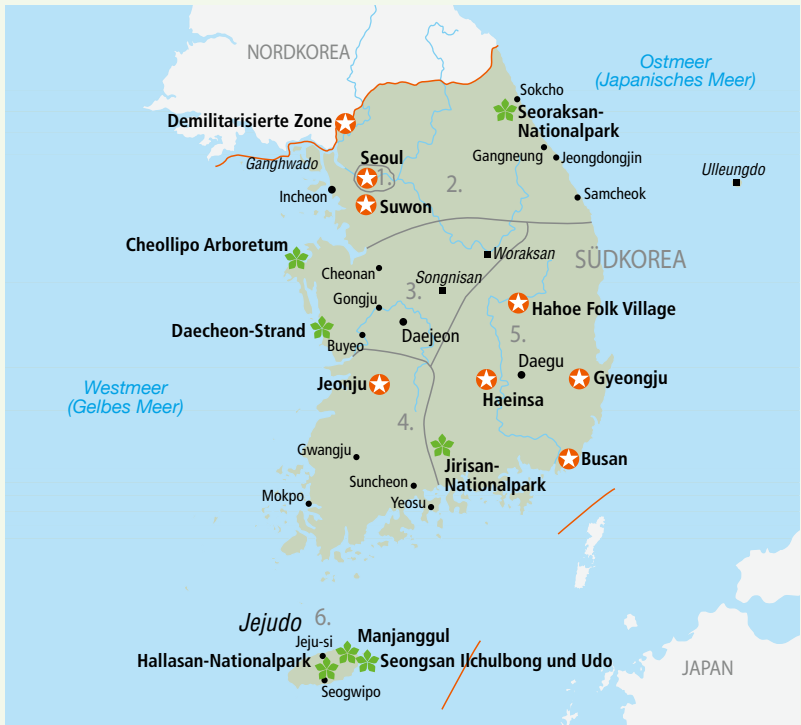 NORDKOREA
Ostmeer
(Japanisches Meer)
Sokcho
Seoraksan-
Nationalpark
Demilitarisierte Zone
Gangneung
Jeongdongjin
Ganghwado
Seoul
1.
2.
Ulleungdo
Incheon
Samcheok
Suwon
Cheollipo Arboretum
Woraksan
SÜDKOREA
Cheonan
Songnisan
3.
Gongju
Hahoe Folk Village
Daecheon-Strand
Buyeo
Daejeon
5.
Daegu
Westmeer
(Gelbes Meer)
Jeonju
Haeinsa
Gyeongju
4.
Gwangju
Jirisan-
Nationalpark
Busan
Suncheon
Mokpo
Yeosu
6.
Jejudo
Manjanggul
Jeju-si
Hallasan-Nationalpark
Seongsan Ilchulbong und Udo
JAPAN
Seogwipo